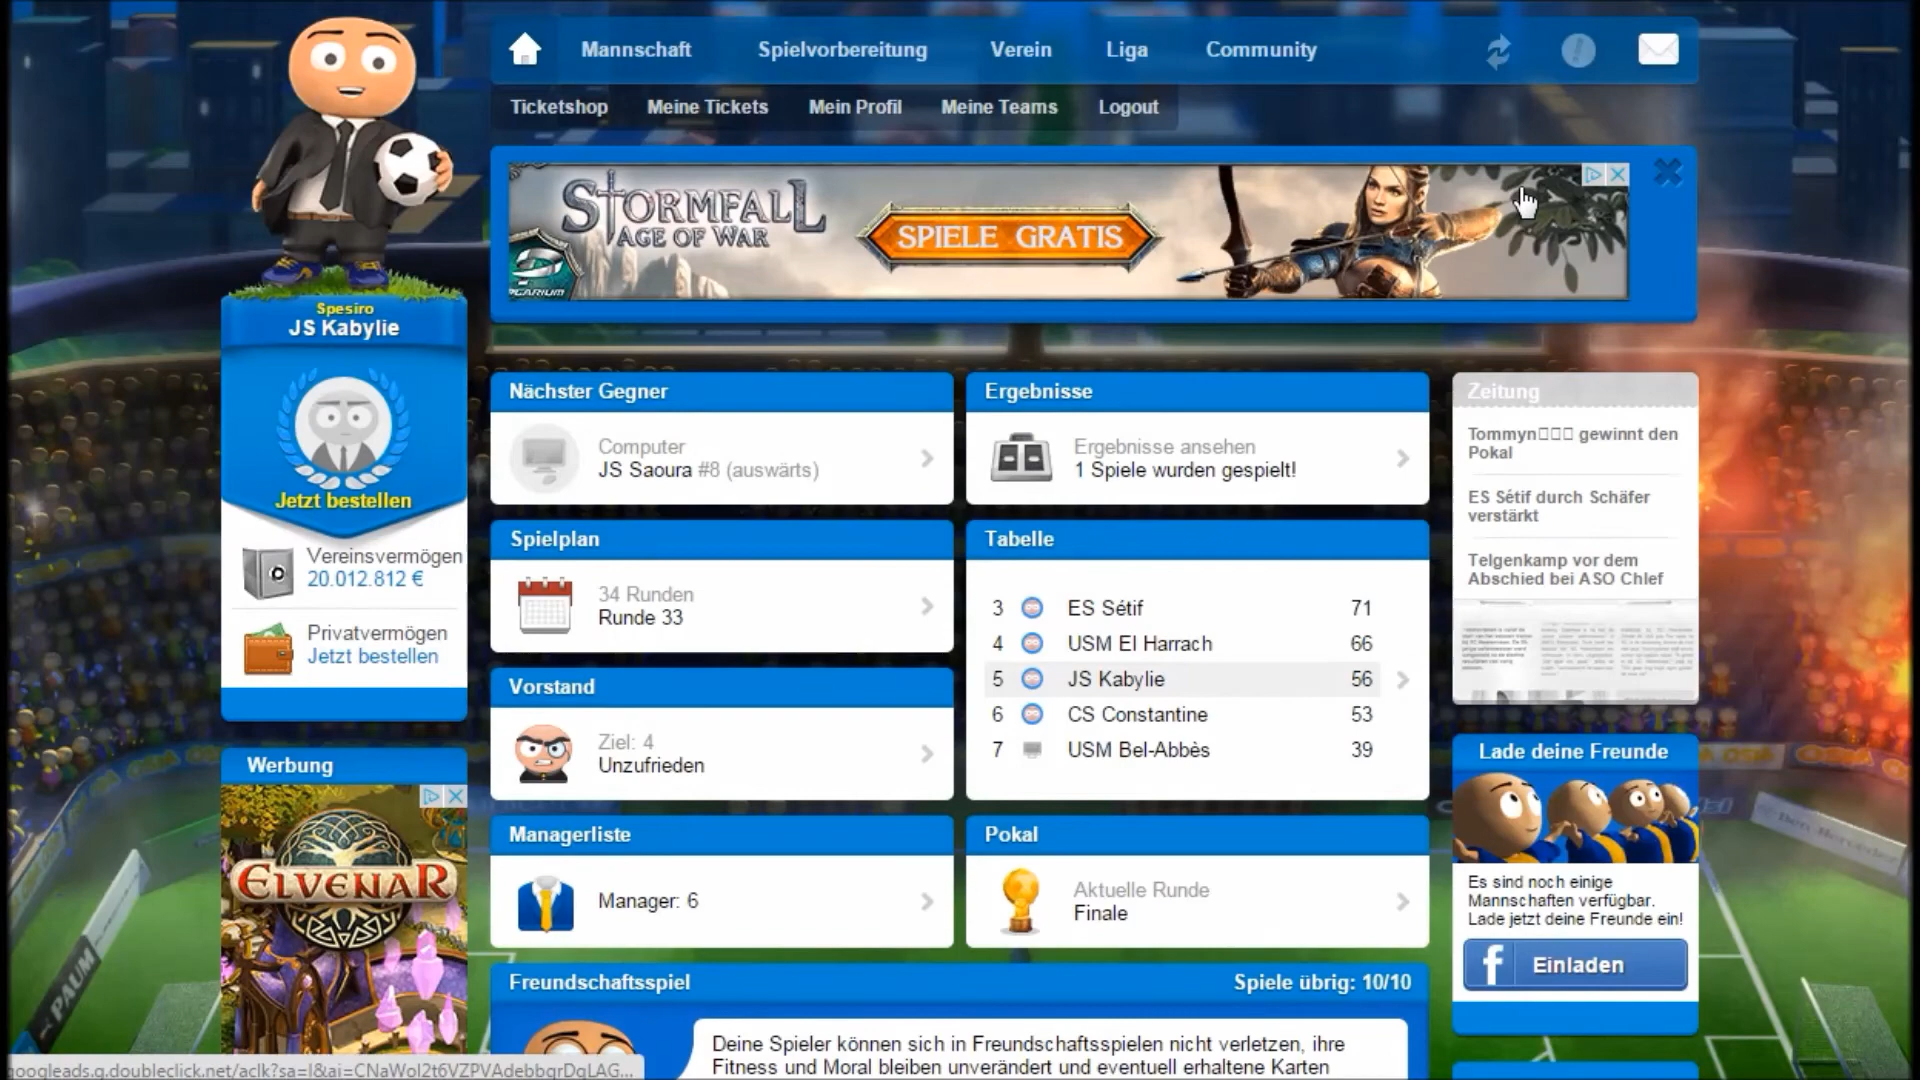 Mannschaft
Spielvorbereitung
Verein
Liga
Community
Ticketshop
Meine Tickets
Mein Profil
Meine Teams
Logout
STORMFALL
AGE OF WAR
SPIELE GRATIS
Spesiro
JS Kabylie
Jetzt bestellen
Vereinsvermögen
20.012.812 €
Privatvermögen
Jetzt bestellen
Werbung
ELVENAR
Nächster Gegner
Computer
JS Saoura #8 (auswärts)
Spielplan
34 Runden
Runde 33
Vorstand
Ziel: 4
Unzufrieden
Managerliste
Manager: 6
Ergebnisse
Ergebnisse ansehen
1 Spiele wurden gespielt!
Tabelle
3 ES Sétif 71
4 USM El Harrach 66
5 JS Kabylie 56
6 CS Constantine 53
7 USM Bel-Abbès 39
Pokal
Aktuelle Runde
Finale
Freundschaftsspiel
Spiele übrig: 10/10
Deine Spieler können sich in Freundschaftsspielen nicht verletzen, ihre
Fitness und Moral bleiben unverändert und eventuell erhaltene Karten
Zeitung
Tommyn□□□ gewinnt den
Pokal
ES Sétif durch Schäfer
verstärkt
Telgenkamp vor dem
Abschied bei ASO Chlef
Lade deine Freunde
Es sind noch einige
Mannschaften verfügbar.
Lade jetzt deine Freunde ein!
Einladen
PAUM